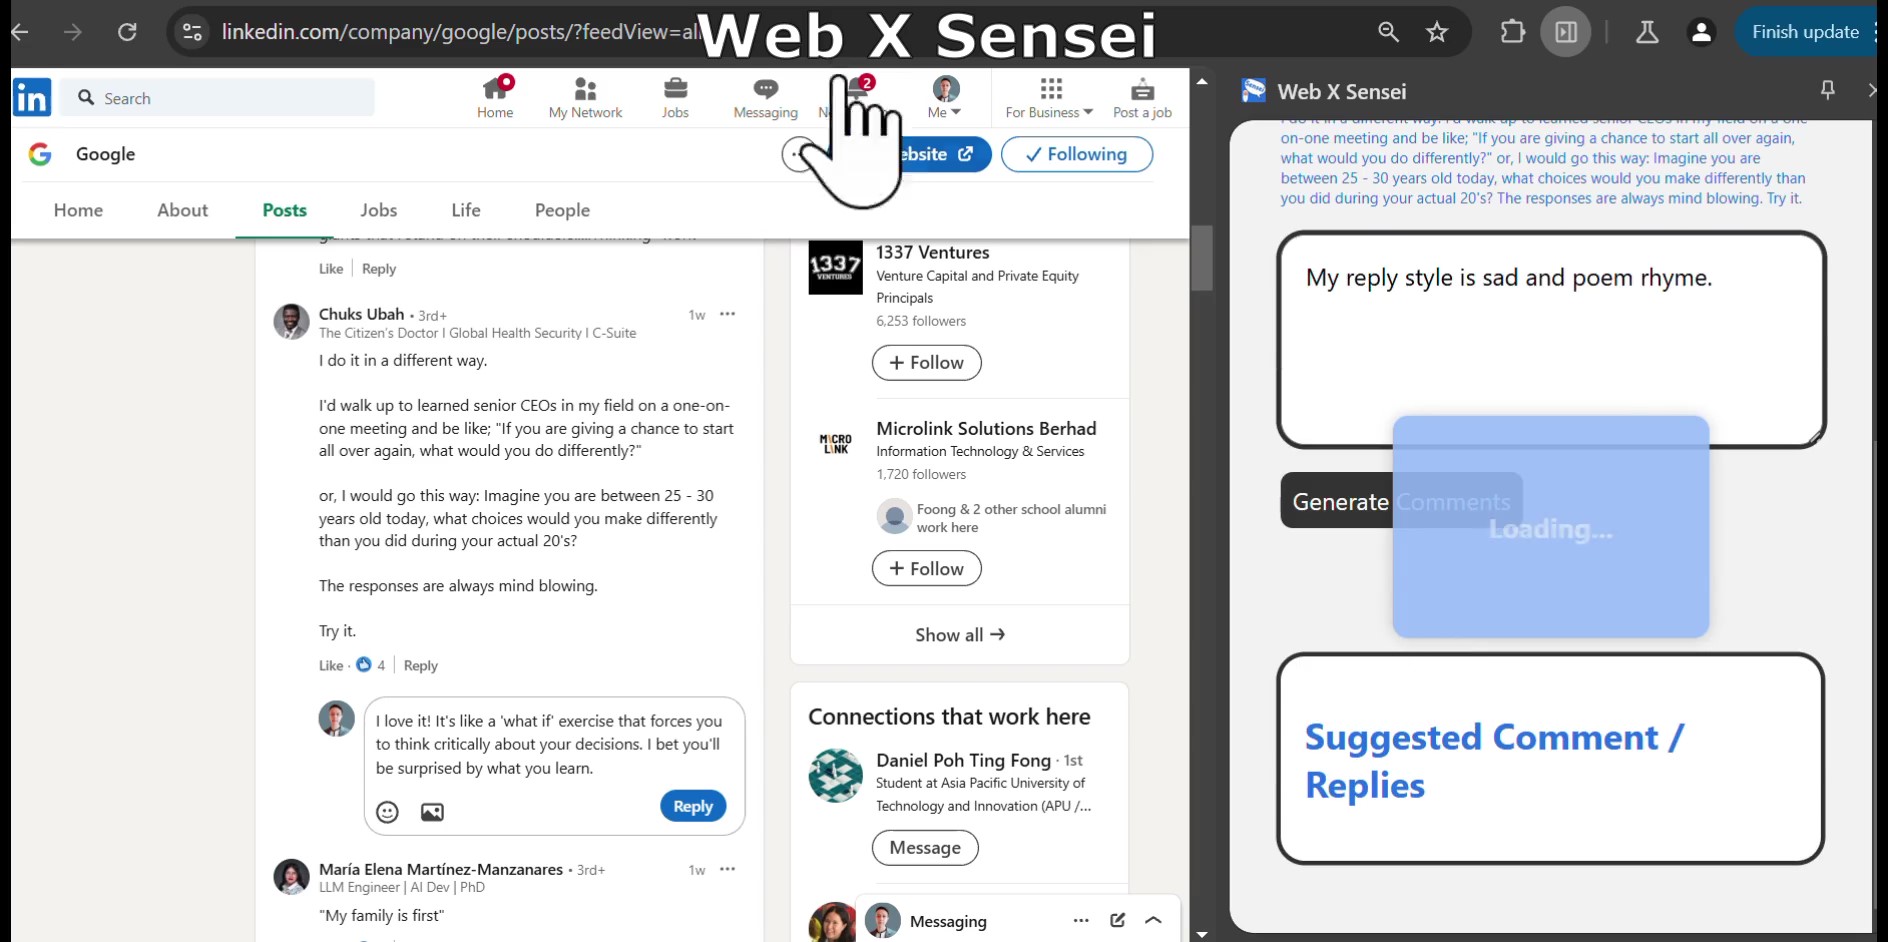 linkedin.com/company/google/posts/?feedView=al
Web X Sensei
Finish update
in
Search
Home
My Network
Jobs
Messaging
2
Me
For Business
Post a job
G
Google
ebsite
Following
Home
About
Posts
Jobs
Life
People
Like
Reply
Chuks Ubah • 3rd+
1w
The Citizen's Doctor I Global Health Security I C-Suite
I do it in a different way.
I'd walk up to learned senior CEOs in my field on a one-on-
one meeting and be like; "If you are giving a chance to start
all over again, what would you do differently?"
or, I would go this way: Imagine you are between 25 - 30
years old today, what choices would you make differently
than you did during your actual 20's?
The responses are always mind blowing.
Try it.
Like · 4
Reply
I love it! It's like a 'what if' exercise that forces you
to think critically about your decisions. I bet you'll
be surprised by what you learn.
Reply
María Elena Martínez-Manzanares • 3rd+
1w
LLM Engineer | AI Dev | PhD
"My family is first"
1337
VENTURES
1337 Ventures
Venture Capital and Private Equity
Principals
6,253 followers
+ Follow
M\CRO
L\NK
Microlink Solutions Berhad
Information Technology & Services
1,720 followers
Foong & 2 other school alumni
work here
+ Follow
Show all →
Connections that work here
Daniel Poh Ting Fong · 1st
Student at Asia Pacific University of
Technology and Innovation (APU /...
Message
Messaging
Web X Sensei
on-one meeting and be like; "If you are giving a chance to start all over again,
what would you do differently?" or, I would go this way: Imagine you are
between 25 - 30 years old today, what choices would you make differently than
you did during your actual 20's? The responses are always mind blowing. Try it.
My reply style is sad and poem rhyme.
Generate Comments
Loading...
Suggested Comment /
Replies